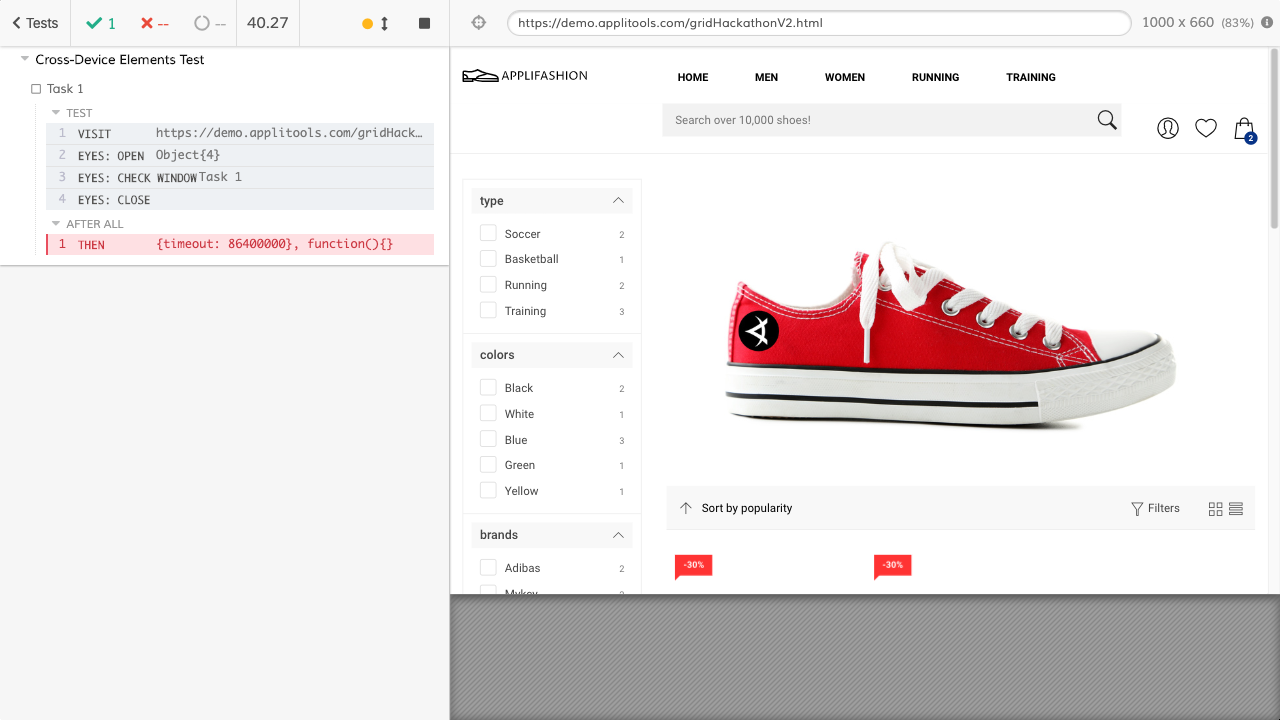 Tests
1
--
--
40.27
https://demo.applitools.com/gridHackathonV2.html
1000 x 660 (83%)
Cross-Device Elements Test
Task 1
TEST
1 VISIT https://demo.applitools.com/gridHack…
2 EYES: OPEN Object{4}
3 EYES: CHECK WINDOW Task 1
4 EYES: CLOSE
AFTER ALL
1 THEN {timeout: 86400000}, function(){}
APPLIFASHION
HOME MEN WOMEN RUNNING TRAINING
Search over 10,000 shoes!
2
type
Soccer 2
Basketball 1
Running 2
Training 3
colors
Black 2
White 1
Blue 3
Green 1
Yellow 1
brands
Adibas 2
Sort by popularity
Filters
-30%
-30%